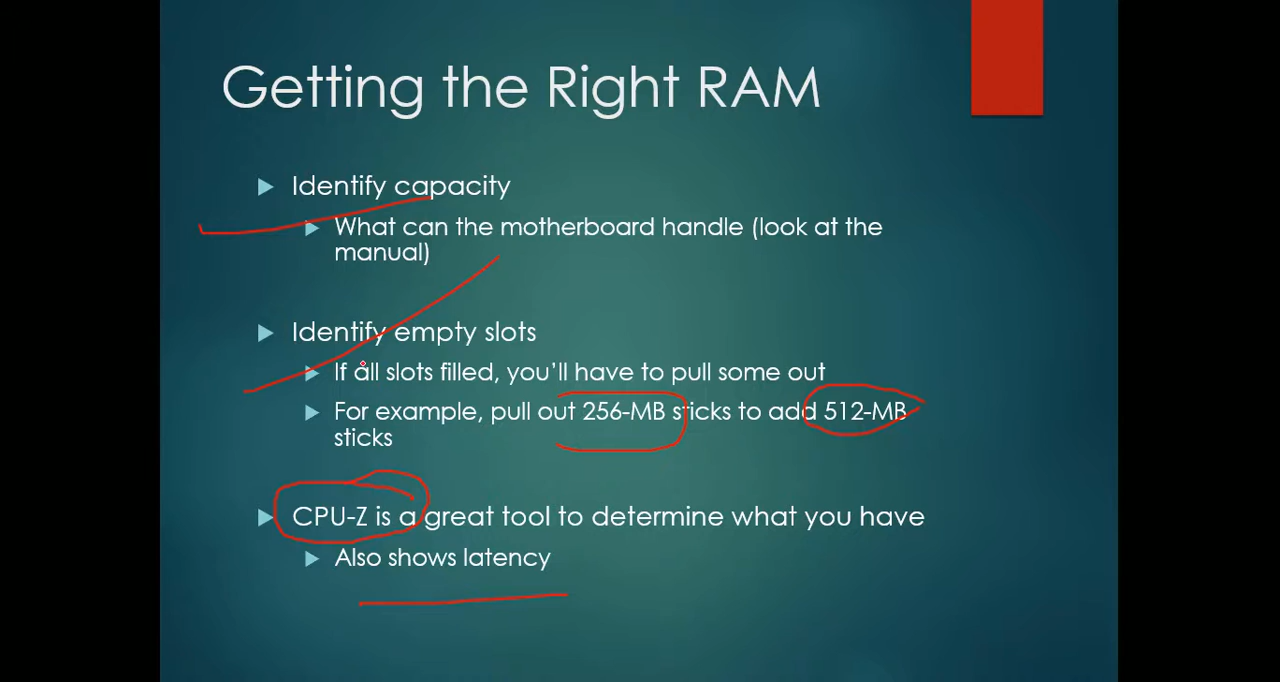 Getting the Right RAM
Identify capacity
What can the motherboard handle (look at the
manual)
Identify empty slots
If all slots filled, you'll have to pull some out
For example, pull out 256-MB sticks to add 512-MB
sticks
CPU-Z is a great tool to determine what you have
Also shows latency